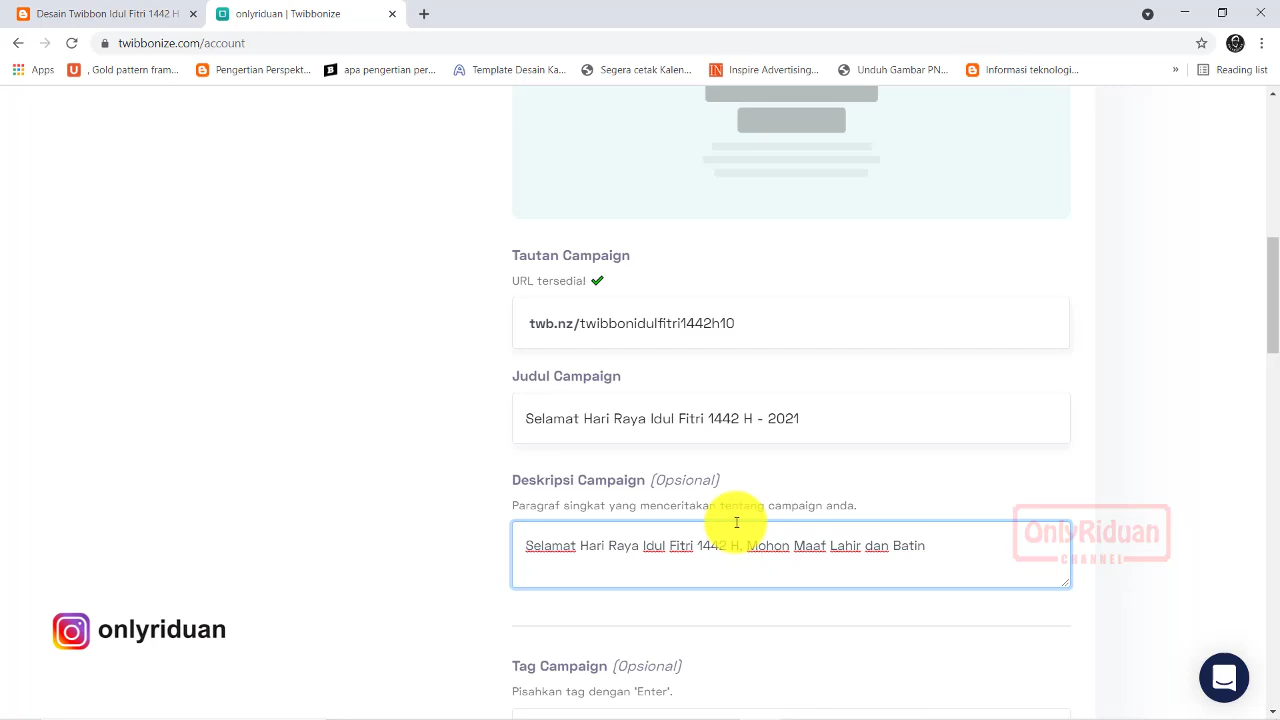 Desain Twibbon Idul Fitri 1442 H
onlyriduan | Twibbonize
twibbonize.com/account
Apps
, Gold pattern fram...
Pengertian Perspekt...
apa pengertian per...
Template Desain Ka...
Segera cetak Kalen...
Inspire Advertising...
Unduh Gambar PN...
Informasi teknologi...
»
Reading list
Tautan Campaign
URL tersedia!
twb.nz/twibbonidulfitri1442h10
Judul Campaign
Selamat Hari Raya Idul Fitri 1442 H - 2021
Deskripsi Campaign (Opsional)
Paragraf singkat yang menceritakan tentang campaign anda.
Selamat Hari Raya Idul Fitri 1442 H. Mohon Maaf Lahir dan Batin
OnlyRiduan
CHANNEL
onlyriduan
Tag Campaign (Opsional)
Pisahkan tag dengan 'Enter'.